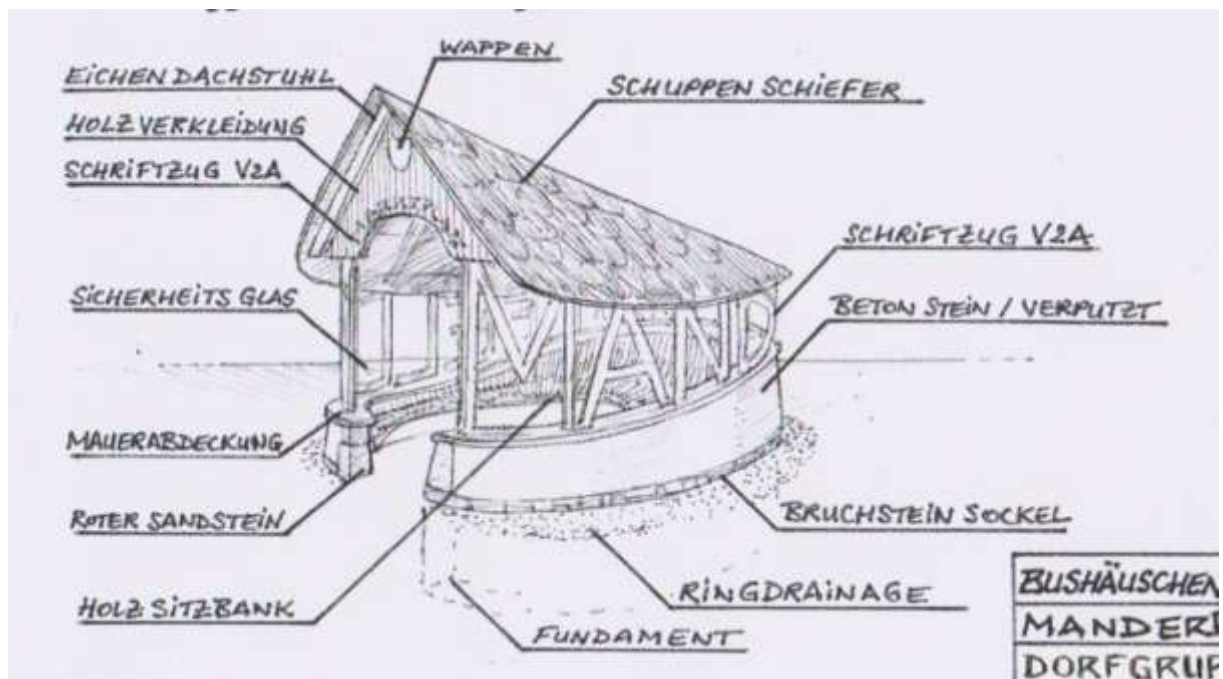 WAPPEN
EICHEN DACHSTUHL
SCHUPPEN SCHIEFER
HOLZVERKLEIDUNG
SCHRIFTZUG V2A
SCHRIFTZUG V2A
SICHERHEITS GLAS
BETON STEIN / VERPUTZT
MAND
MAUERABDECKUNG
ROTER SANDSTEIN
BRUCHSTEIN SOCKEL
HOLZ SITZBANK
RINGDRAINAGE
FUNDAMENT
BUSHÄUSCHEN
MANDER
DORFGRUP